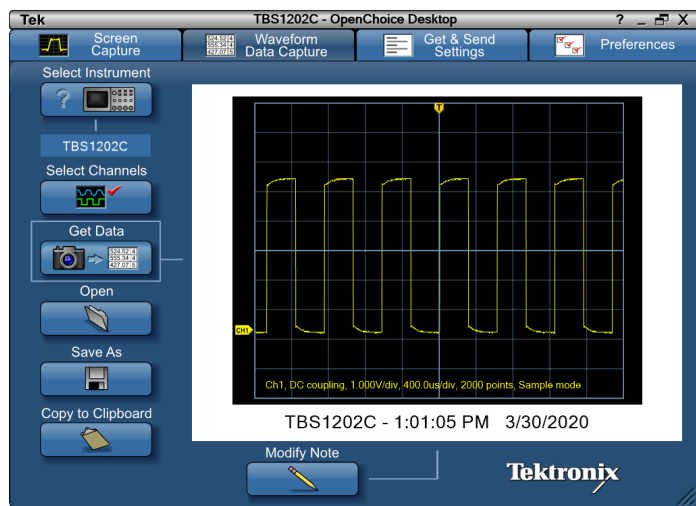 Tek
TBS1202C - OpenChoice Desktop
? _ X
Screen
Capture
Waveform
Data Capture
Get & Send
Settings
Preferences
Select Instrument
?
TBS1202C
Select Channels
Get Data
Open
Save As
Copy to Clipboard
T
CH1
Ch1, DC coupling, 1.000V/div, 400.0us/div, 2000 points, Sample mode
TBS1202C - 1:01:05 PM 3/30/2020
Modify Note
Tektronix